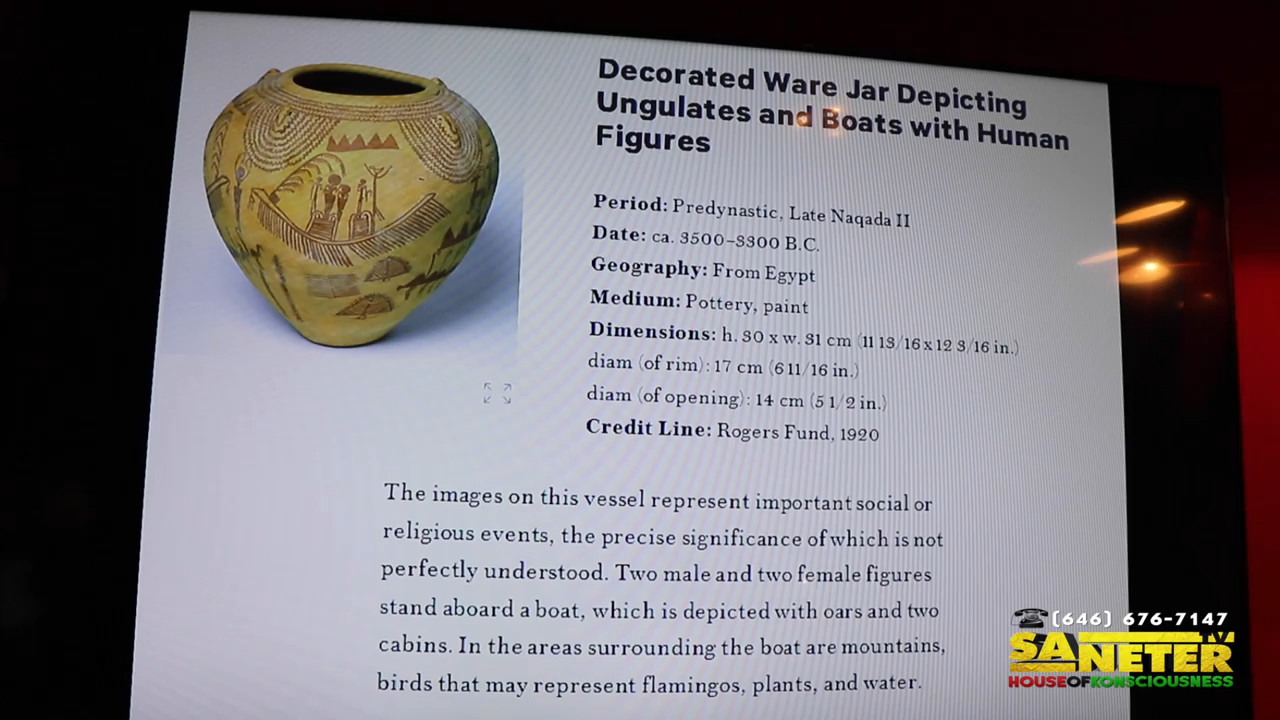 Decorated Ware Jar Depicting
Ungulates and Boats with Human
Figures
Period: Predynastic, Late Naqada II
Date: ca. 3500–3300 B.C.
Geography: From Egypt
Medium: Pottery, paint
Dimensions: h. 30 x w. 31 cm (11 13/16 x 12 3/16 in.)
diam (of rim): 17 cm (6 11/16 in.)
diam (of opening): 14 cm (5 1/2 in.)
Credit Line: Rogers Fund, 1920
The images on this vessel represent important social or
religious events, the precise significance of which is not
perfectly understood. Two male and two female figures
stand aboard a boat, which is depicted with oars and two
cabins. In the areas surrounding the boat are mountains,
birds that may represent flamingos, plants, and water.
(646) 676-7147
SANETER TV
HOUSEOFKONSCIOUSNESS